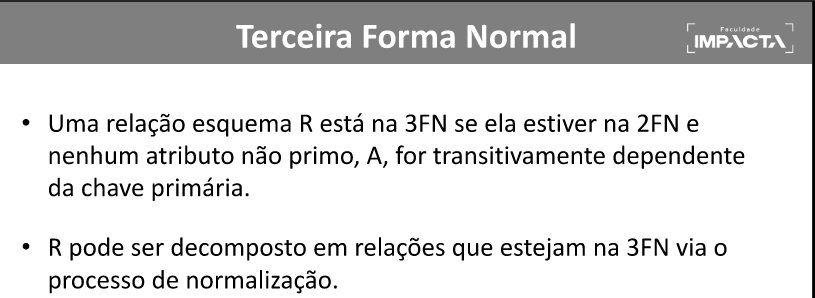 Terceira Forma Normal
Faculdade
IMPACTA
• Uma relação esquema R está na 3FN se ela estiver na 2FN e
nenhum atributo não primo, A, for transitivamente dependente
da chave primária.
• R pode ser decomposto em relações que estejam na 3FN via o
processo de normalização.